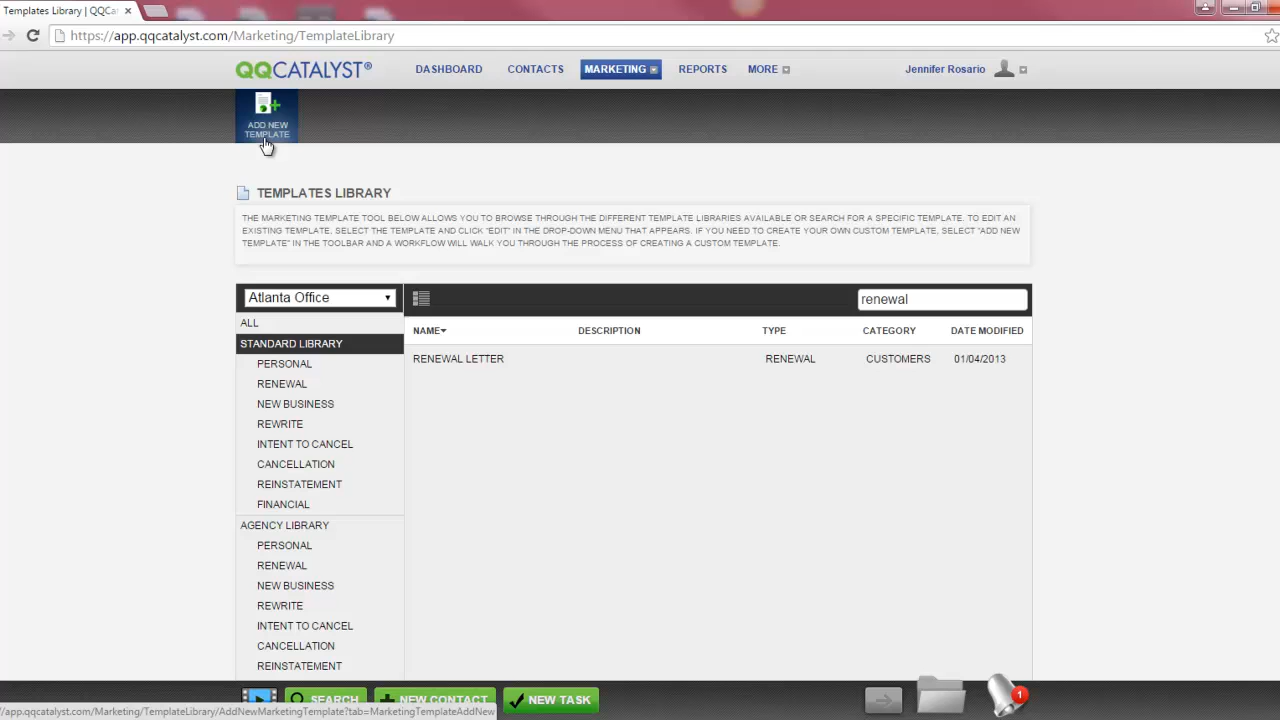 Templates Library | QQCa
https://app.qqcatalyst.com/Marketing/TemplateLibrary
QQCATALYST® DASHBOARD CONTACTS MARKETING REPORTS MORE Jennifer Rosario
ADD NEW
TEMPLATE
TEMPLATES LIBRARY
THE MARKETING TEMPLATE TOOL BELOW ALLOWS YOU TO BROWSE THROUGH THE DIFFERENT TEMPLATE LIBRARIES AVAILABLE OR SEARCH FOR A SPECIFIC TEMPLATE. TO EDIT AN
EXISTING TEMPLATE, SELECT THE TEMPLATE AND CLICK "EDIT" IN THE DROP-DOWN MENU THAT APPEARS. IF YOU NEED TO CREATE YOUR OWN CUSTOM TEMPLATE, SELECT "ADD NEW
TEMPLATE" IN THE TOOLBAR AND A WORKFLOW WILL WALK YOU THROUGH THE PROCESS OF CREATING A CUSTOM TEMPLATE.
Atlanta Office
renewal
ALL
STANDARD LIBRARY
PERSONAL
RENEWAL
NEW BUSINESS
REWRITE
INTENT TO CANCEL
CANCELLATION
REINSTATEMENT
FINANCIAL
AGENCY LIBRARY
PERSONAL
RENEWAL
NEW BUSINESS
REWRITE
INTENT TO CANCEL
CANCELLATION
REINSTATEMENT
NAME DESCRIPTION TYPE CATEGORY DATE MODIFIED
RENEWAL LETTER RENEWAL CUSTOMERS 01/04/2013
SEARCH NEW CONTACT NEW TASK 1
/app.qqcatalyst.com/Marketing/TemplateLibrary/AddNewMarketingTemplate?tab=MarketingTemplateAddNew